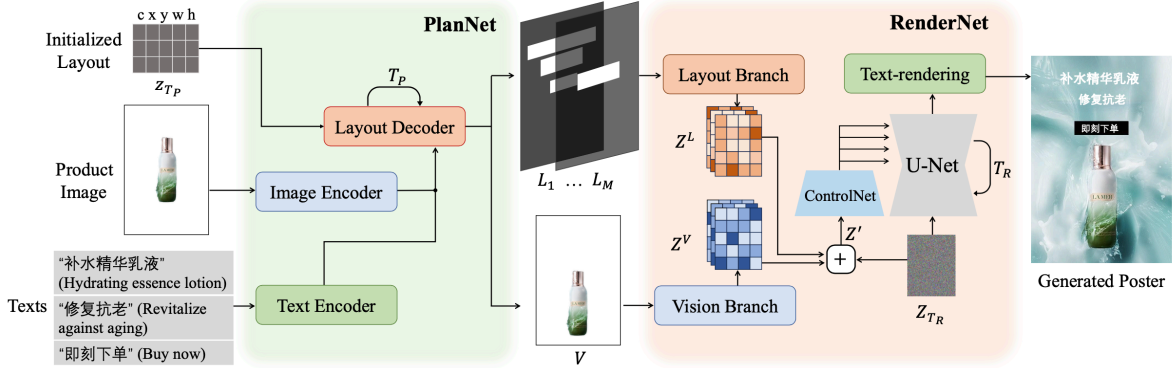 c x y w h
PlanNet
RenderNet
Initialized
Layout
z_{T_P}
T_P
Layout Decoder
Product
Image
Image Encoder
Texts
“补水精华乳液”
(Hydrating essence lotion)
“修复抗老” (Revitalize
against aging)
“即刻下单” (Buy now)
Text Encoder
L_1 … L_M
V
Layout Branch
Z^L
Z^V
Vision Branch
Text-rendering
U-Net
T_R
ControlNet
Z′
+
Z_{T_R}
补水精华乳液
修复抗老
即刻下单
LA MER
Generated Poster